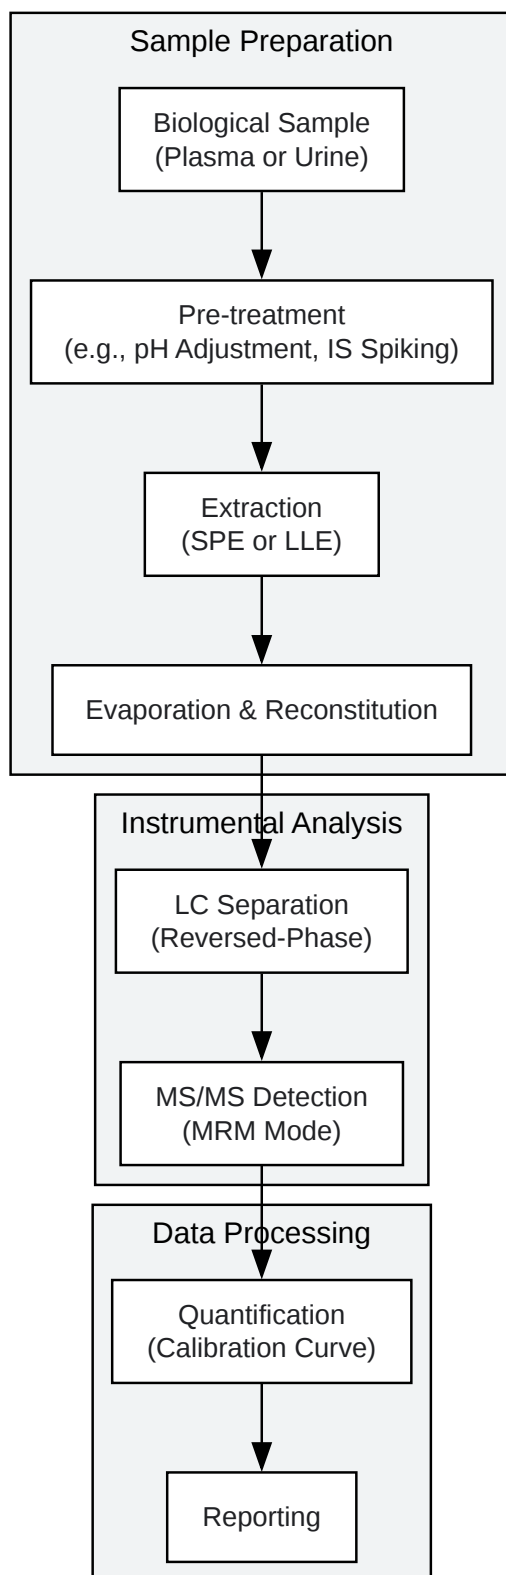 Sample Preparation
Biological Sample
(Plasma or Urine)
Pre-treatment
(e.g., pH Adjustment, IS Spiking)
Extraction
(SPE or LLE)
Evaporation & Reconstitution
Instrumental Analysis
LC Separation
(Reversed-Phase)
MS/MS Detection
(MRM Mode)
Data Processing
Quantification
(Calibration Curve)
Reporting